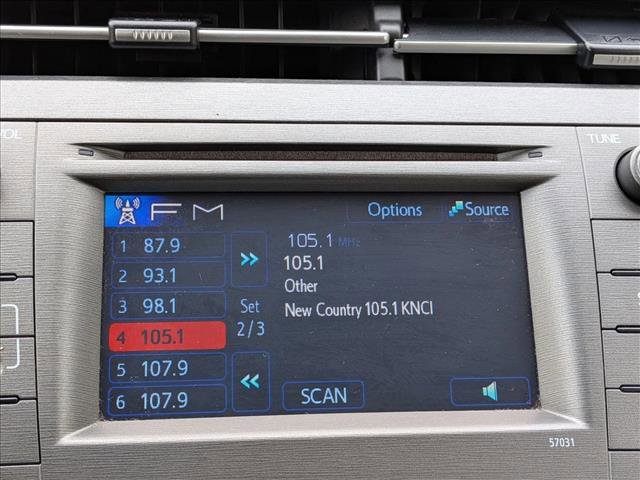 VOL
TUNE
FM
Options
Source
1 87.9
2 93.1
3 98.1
4 105.1
5 107.9
6 107.9
Set
2/3
105.1 MHz
105.1
Other
New Country 105.1 KNCI
SCAN
57031